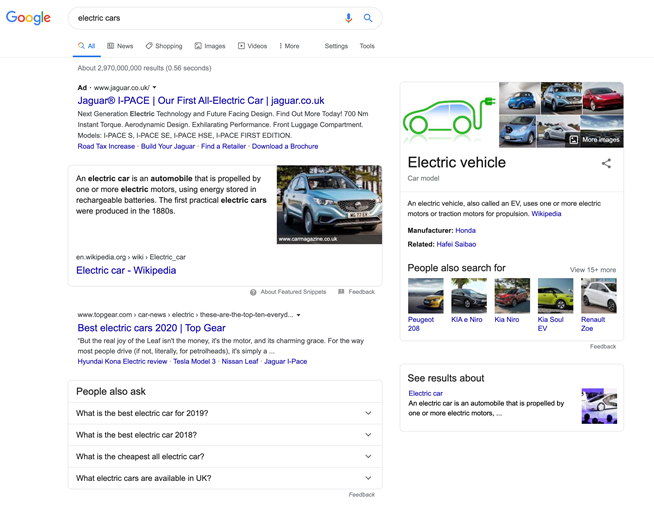 Google
electric cars
All News Shopping Images Videos More Settings Tools
About 2,970,000,000 results (0.56 seconds)
Ad · www.jaguar.co.uk/
Jaguar® I-PACE | Our First All-Electric Car | jaguar.co.uk
Next Generation Electric Technology and Future Facing Design. Find Out More Today! 700 Nm
Instant Torque. Aerodynamic Design. Exhilarating Performance. Front Luggage Compartment.
Models: I-PACE S, I-PACE SE, I-PACE HSE, I-PACE FIRST EDITION.
Road Tax Increase · Build Your Jaguar · Find a Retailer · Download a Brochure
An electric car is an automobile that is propelled by
one or more electric motors, using energy stored in
rechargeable batteries. The first practical electric cars
were produced in the 1880s.
www.carmagazine.co.uk
en.wikipedia.org › wiki › Electric_car
Electric car - Wikipedia
About Featured Snippets Feedback
www.topgear.com › car-news › electric › these-are-the-top-ten-everyd...
Best electric cars 2020 | Top Gear
"But the real joy of the Leaf isn't the money, it's the motor, and its charming grace. For the way
most people drive (if not, literally, for petrolheads), it's simply a ...
Hyundai Kona Electric review · Tesla Model 3 · Nissan Leaf · Jaguar I-Pace
People also ask
What is the best electric car for 2019?
What is the best electric car 2018?
What is the cheapest all electric car?
What electric cars are available in UK?
Feedback
More images
Electric vehicle
Car model
An electric vehicle, also called an EV, uses one or more electric
motors or traction motors for propulsion. Wikipedia
Manufacturer: Honda
Related: Hafei Saibao
People also search for
View 15+ more
Peugeot
208
KIA e Niro
Kia Niro
Kia Soul
EV
Renault
Zoe
Feedback
See results about
Electric car
An electric car is an automobile that is propelled by
one or more electric motors, ...